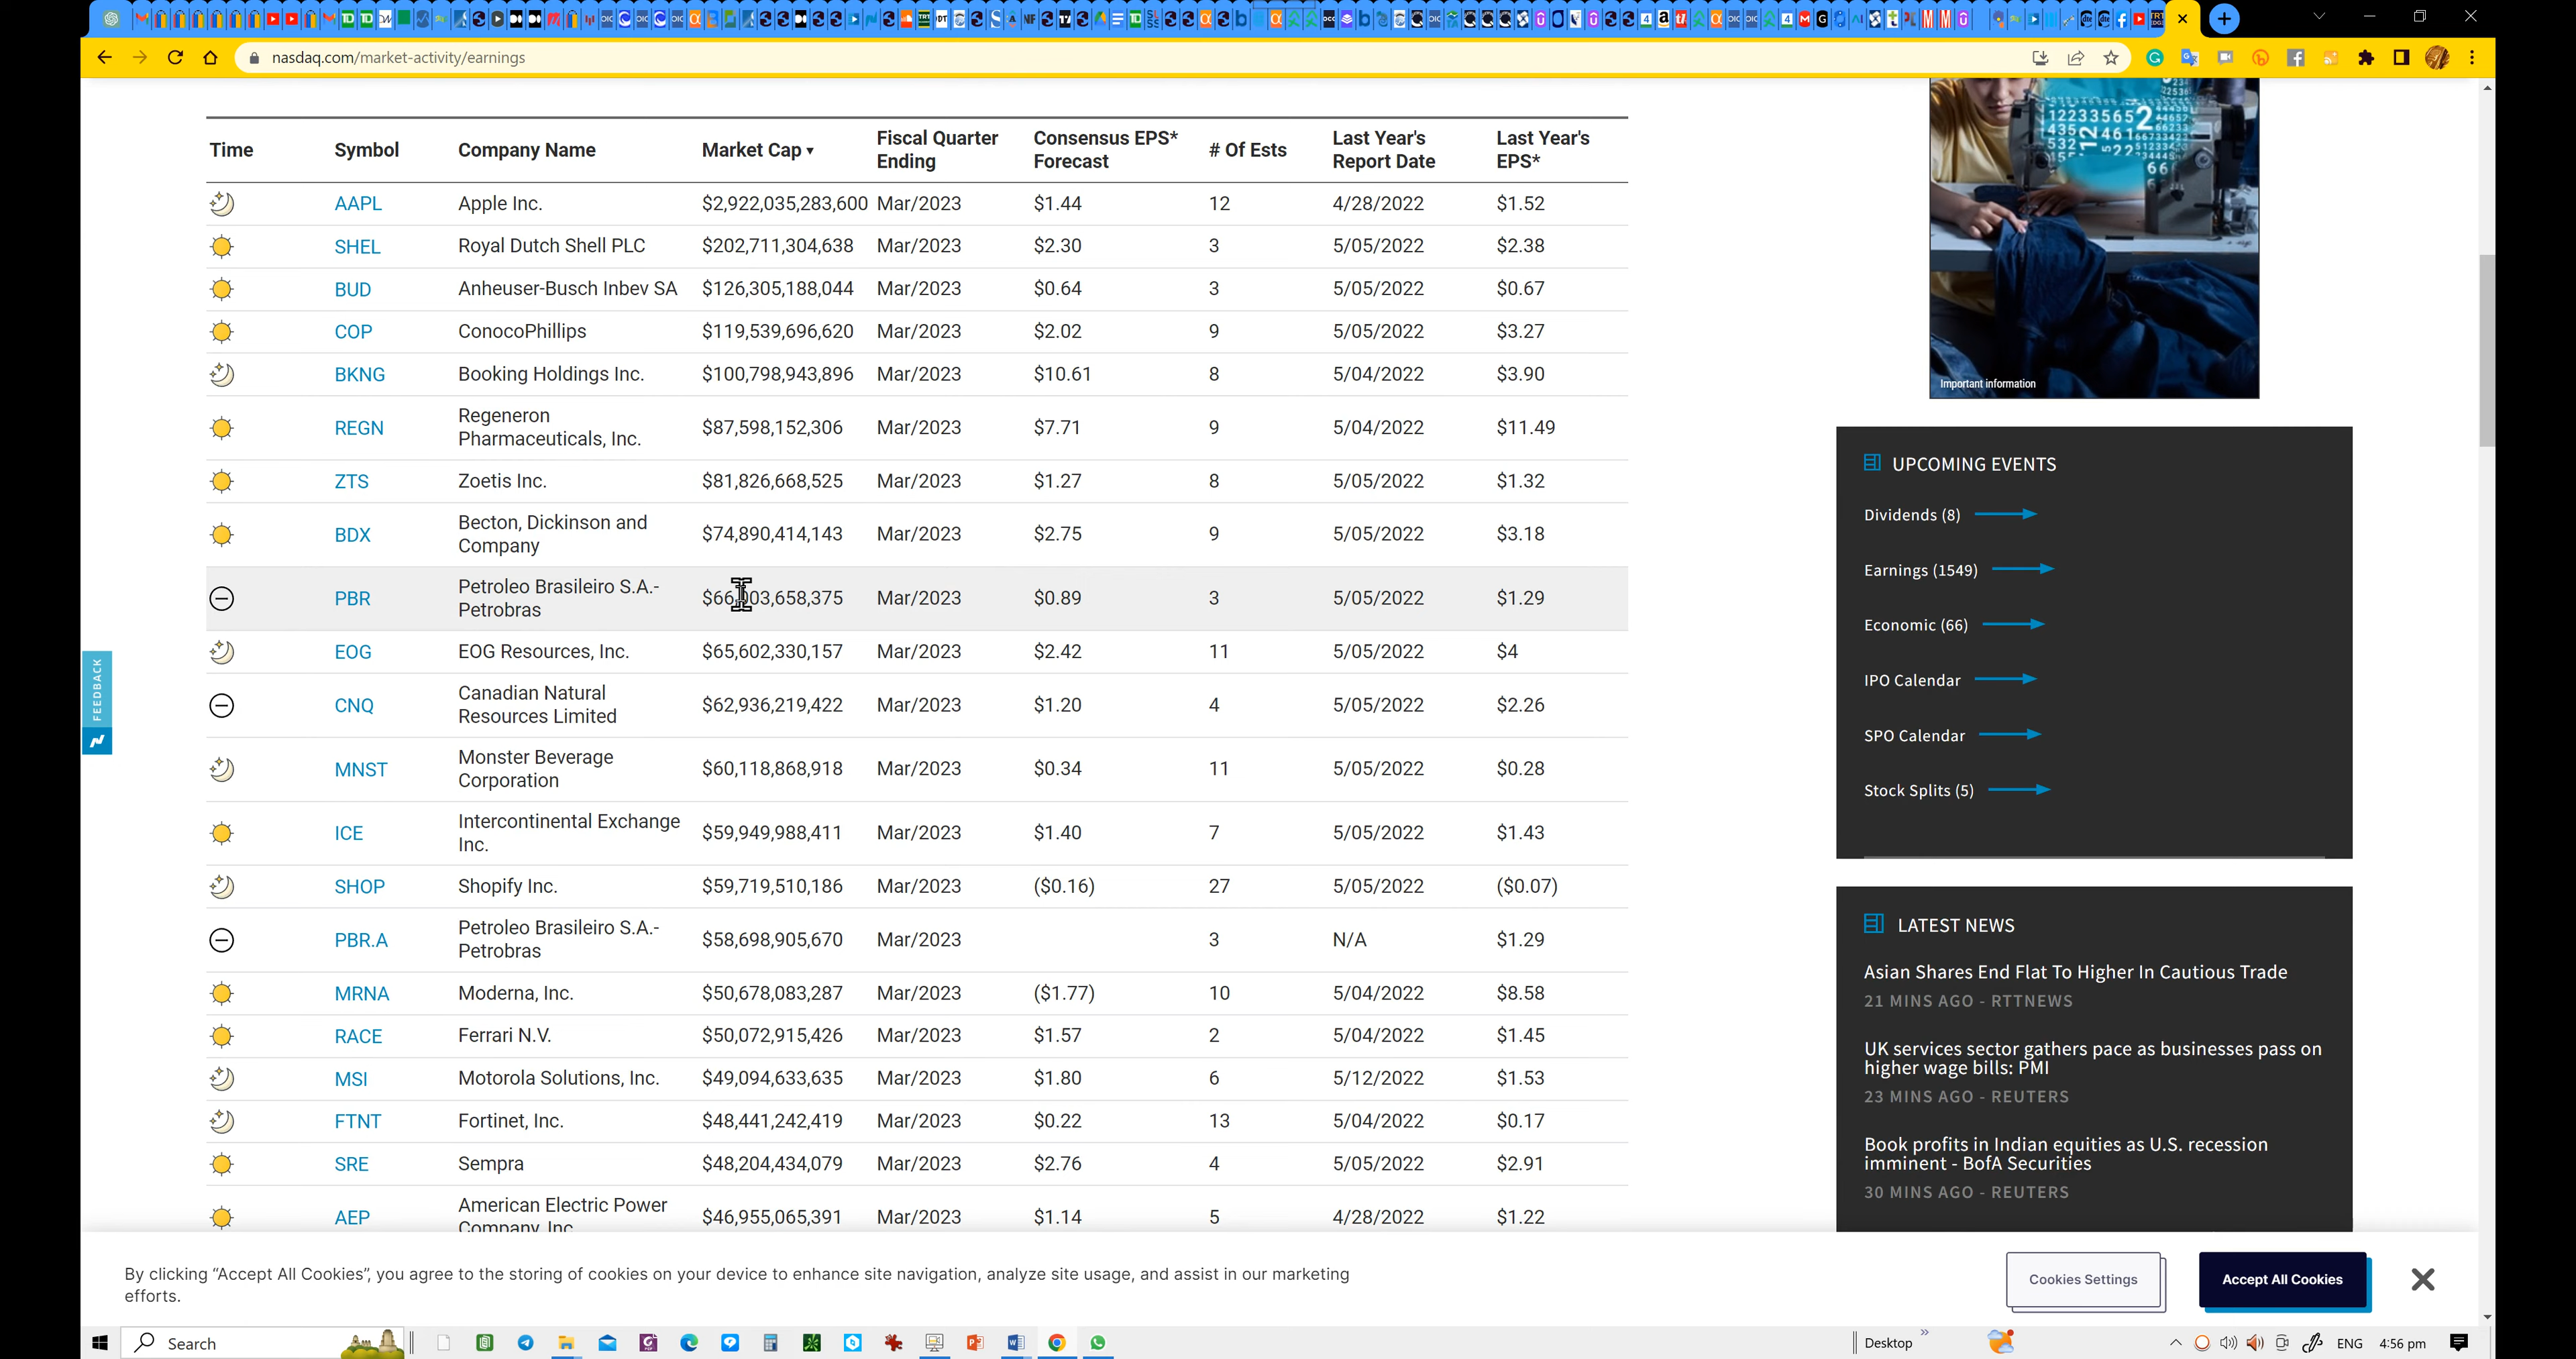 nasdaq.com/market-activity/earnings
Time Symbol Company Name Market Cap ▼ Fiscal Quarter Ending Consensus EPS* Forecast # Of Ests Last Year's Report Date Last Year's EPS*
AAPL Apple Inc. $2,922,035,283,600 Mar/2023 $1.44 12 4/28/2022 $1.52
SHEL Royal Dutch Shell PLC $202,711,304,638 Mar/2023 $2.30 3 5/05/2022 $2.38
BUD Anheuser-Busch Inbev SA $126,305,188,044 Mar/2023 $0.64 3 5/05/2022 $0.67
COP ConocoPhillips $119,539,696,620 Mar/2023 $2.02 9 5/05/2022 $3.27
BKNG Booking Holdings Inc. $100,798,943,896 Mar/2023 $10.61 8 5/04/2022 $3.90
REGN Regeneron Pharmaceuticals, Inc. $87,598,152,306 Mar/2023 $7.71 9 5/04/2022 $11.49
ZTS Zoetis Inc. $81,826,668,525 Mar/2023 $1.27 8 5/05/2022 $1.32
BDX Becton, Dickinson and Company $74,890,414,143 Mar/2023 $2.75 9 5/05/2022 $3.18
PBR Petroleo Brasileiro S.A.- Petrobras Mar/2023 $0.89 3 5/05/2022 $1.29
EOG EOG Resources, Inc. $65,602,330,157 Mar/2023 $2.42 11 5/05/2022 $4
CNQ Canadian Natural Resources Limited $62,936,219,422 Mar/2023 $1.20 4 5/05/2022 $2.26
MNST Monster Beverage Corporation $60,118,868,918 Mar/2023 $0.34 11 5/05/2022 $0.28
ICE Intercontinental Exchange Inc. $59,949,988,411 Mar/2023 $1.40 7 5/05/2022 $1.43
SHOP Shopify Inc. $59,719,510,186 Mar/2023 ($0.16) 27 5/05/2022 ($0.07)
PBR.A Petroleo Brasileiro S.A.- Petrobras $58,698,905,670 Mar/2023 3 N/A $1.29
MRNA Moderna, Inc. $50,678,083,287 Mar/2023 ($1.77) 10 5/04/2022 $8.58
RACE Ferrari N.V. $50,072,915,426 Mar/2023 $1.57 2 5/04/2022 $1.45
MSI Motorola Solutions, Inc. $49,094,633,635 Mar/2023 $1.80 6 5/12/2022 $1.53
FTNT Fortinet, Inc. $48,441,242,419 Mar/2023 $0.22 13 5/04/2022 $0.17
SRE Sempra $48,204,434,079 Mar/2023 $2.76 4 5/05/2022 $2.91
AEP American Electric Power Company, Inc. $46,955,065,391 Mar/2023 $1.14 5 4/28/2022 $1.22
FEEDBACK
Important information
UPCOMING EVENTS
Dividends (8)
Earnings (1549)
Economic (66)
IPO Calendar
SPO Calendar
Stock Splits (5)
LATEST NEWS
Asian Shares End Flat To Higher In Cautious Trade
21 MINS AGO - RTTNEWS
UK services sector gathers pace as businesses pass on
higher wage bills: PMI
23 MINS AGO - REUTERS
Book profits in Indian equities as U.S. recession
imminent - BofA Securities
30 MINS AGO - REUTERS
By clicking “Accept All Cookies”, you agree to the storing of cookies on your device to enhance site navigation, analyze site usage, and assist in our marketing
efforts.
Cookies Settings
Accept All Cookies
Search
Desktop
ENG
4:56 pm